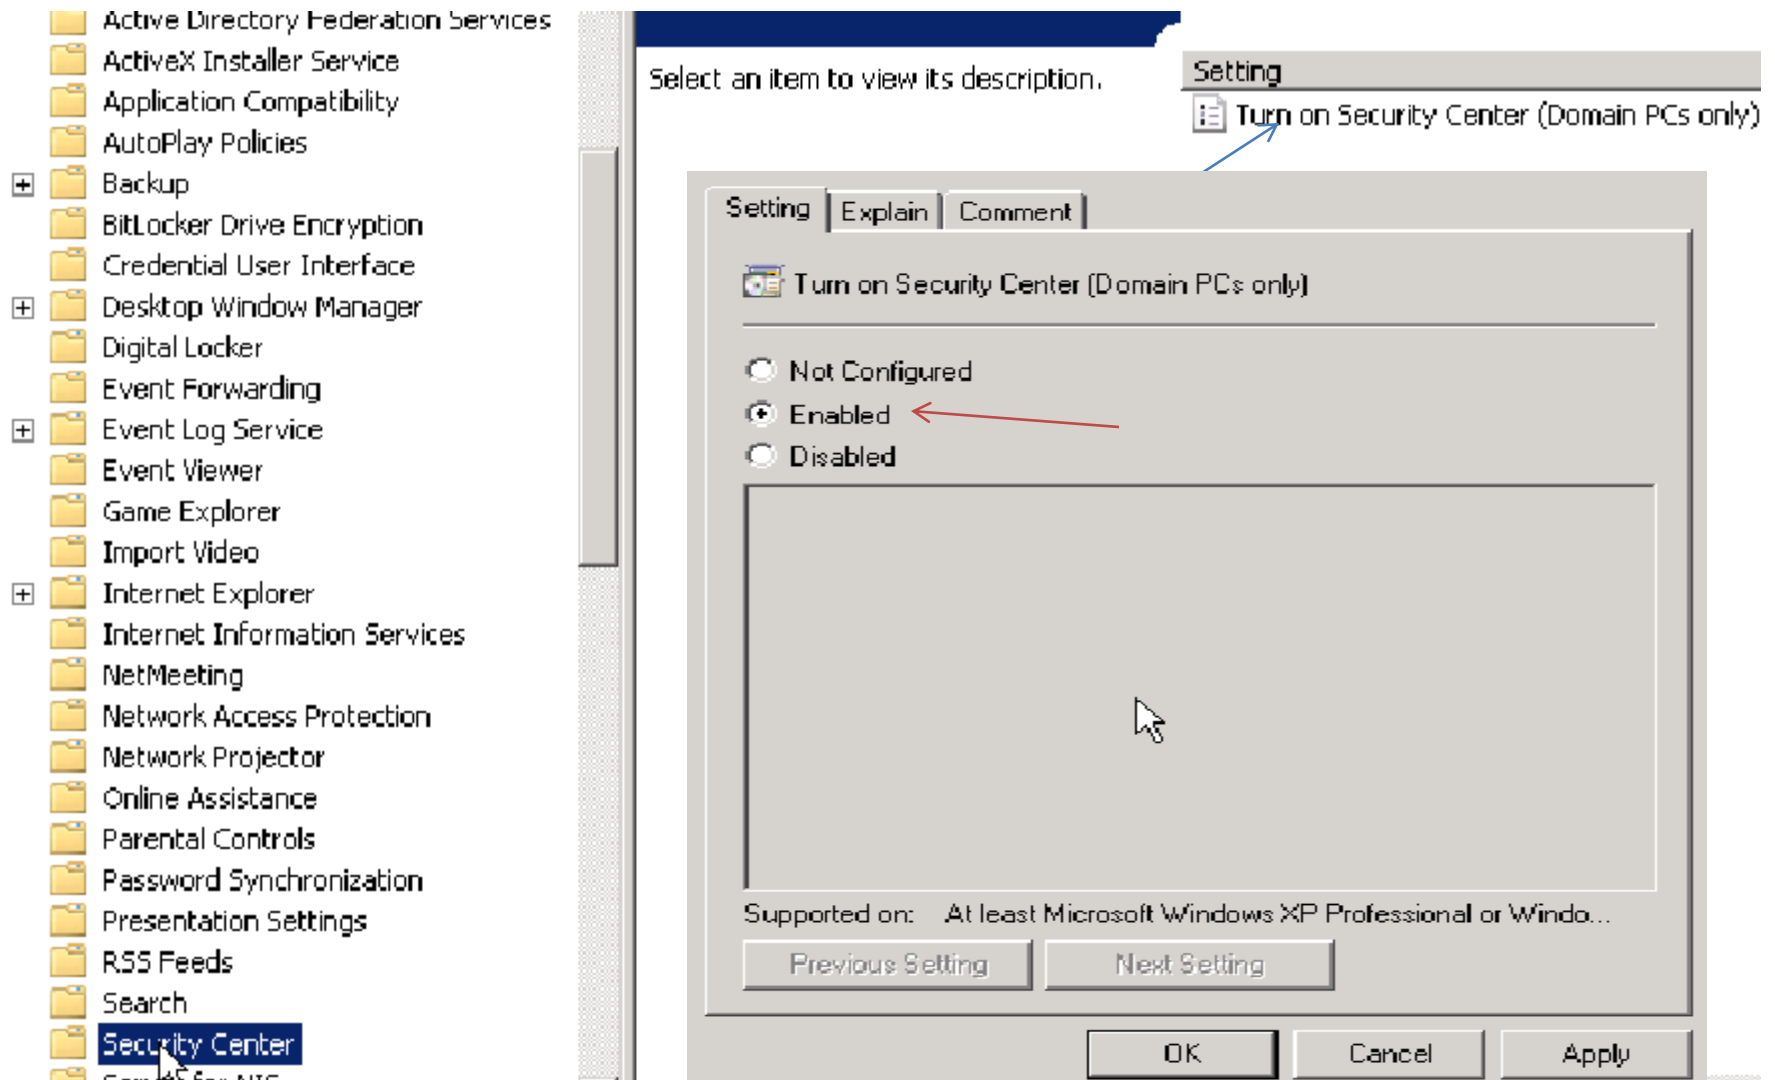 Active Directory Federation Services
ActiveX Installer Service
Application Compatibility
AutoPlay Policies
Backup
BitLocker Drive Encryption
Credential User Interface
Desktop Window Manager
Digital Locker
Event Forwarding
Event Log Service
Event Viewer
Game Explorer
Import Video
Internet Explorer
Internet Information Services
NetMeeting
Network Access Protection
Network Projector
Online Assistance
Parental Controls
Password Synchronization
Presentation Settings
RSS Feeds
Search
Security Center
for NIS
Select an item to view its description.
Setting
Turn on Security Center (Domain PCs only)
Setting
Explain
Comment
Turn on Security Center (Domain PCs only)
Not Configured
Enabled
Disabled
Supported on: At least Microsoft Windows XP Professional or Windo...
Previous Setting
Next Setting
OK
Cancel
Apply